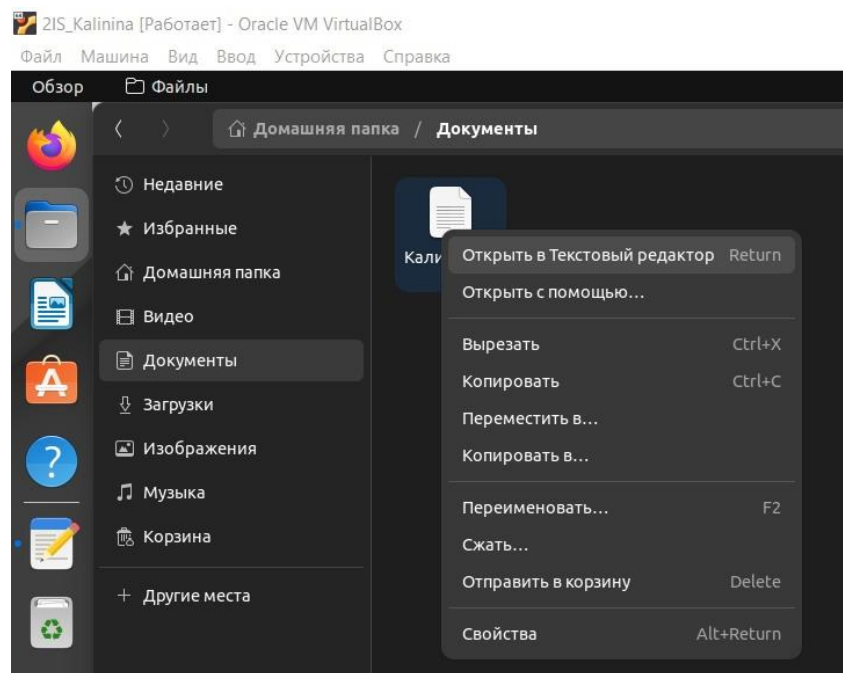 2IS_Kalinina [Работает] - Oracle VM VirtualBox
Файл Машина Вид Ввод Устройства Справка
Обзор Файлы
Домашняя папка / Документы
Недавние
Избранные
Домашняя папка
Видео
Документы
Загрузки
Изображения
Музыка
Корзина
+ Другие места
Кали
Открыть в Текстовый редактор Return
Открыть с помощью...
Вырезать Ctrl+X
Копировать Ctrl+C
Переместить в...
Копировать в...
Переименовать... F2
Сжать...
Отправить в корзину Delete
Свойства Alt+Return